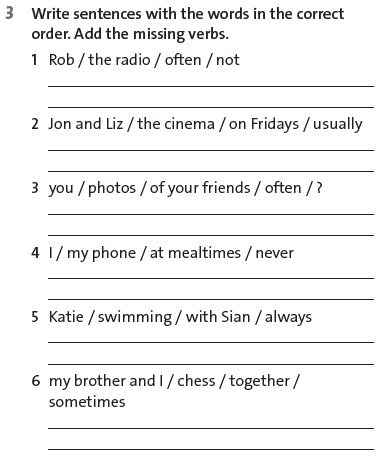 3 Write sentences with the words in the correct
order. Add the missing verbs.
1 Rob / the radio / often / not
2 Jon and Liz / the cinema / on Fridays / usually
3 you / photos / of your friends / often / ?
4 I / my phone / at mealtimes / never
5 Katie / swimming / with Sian / always
6 my brother and I / chess / together /
sometimes